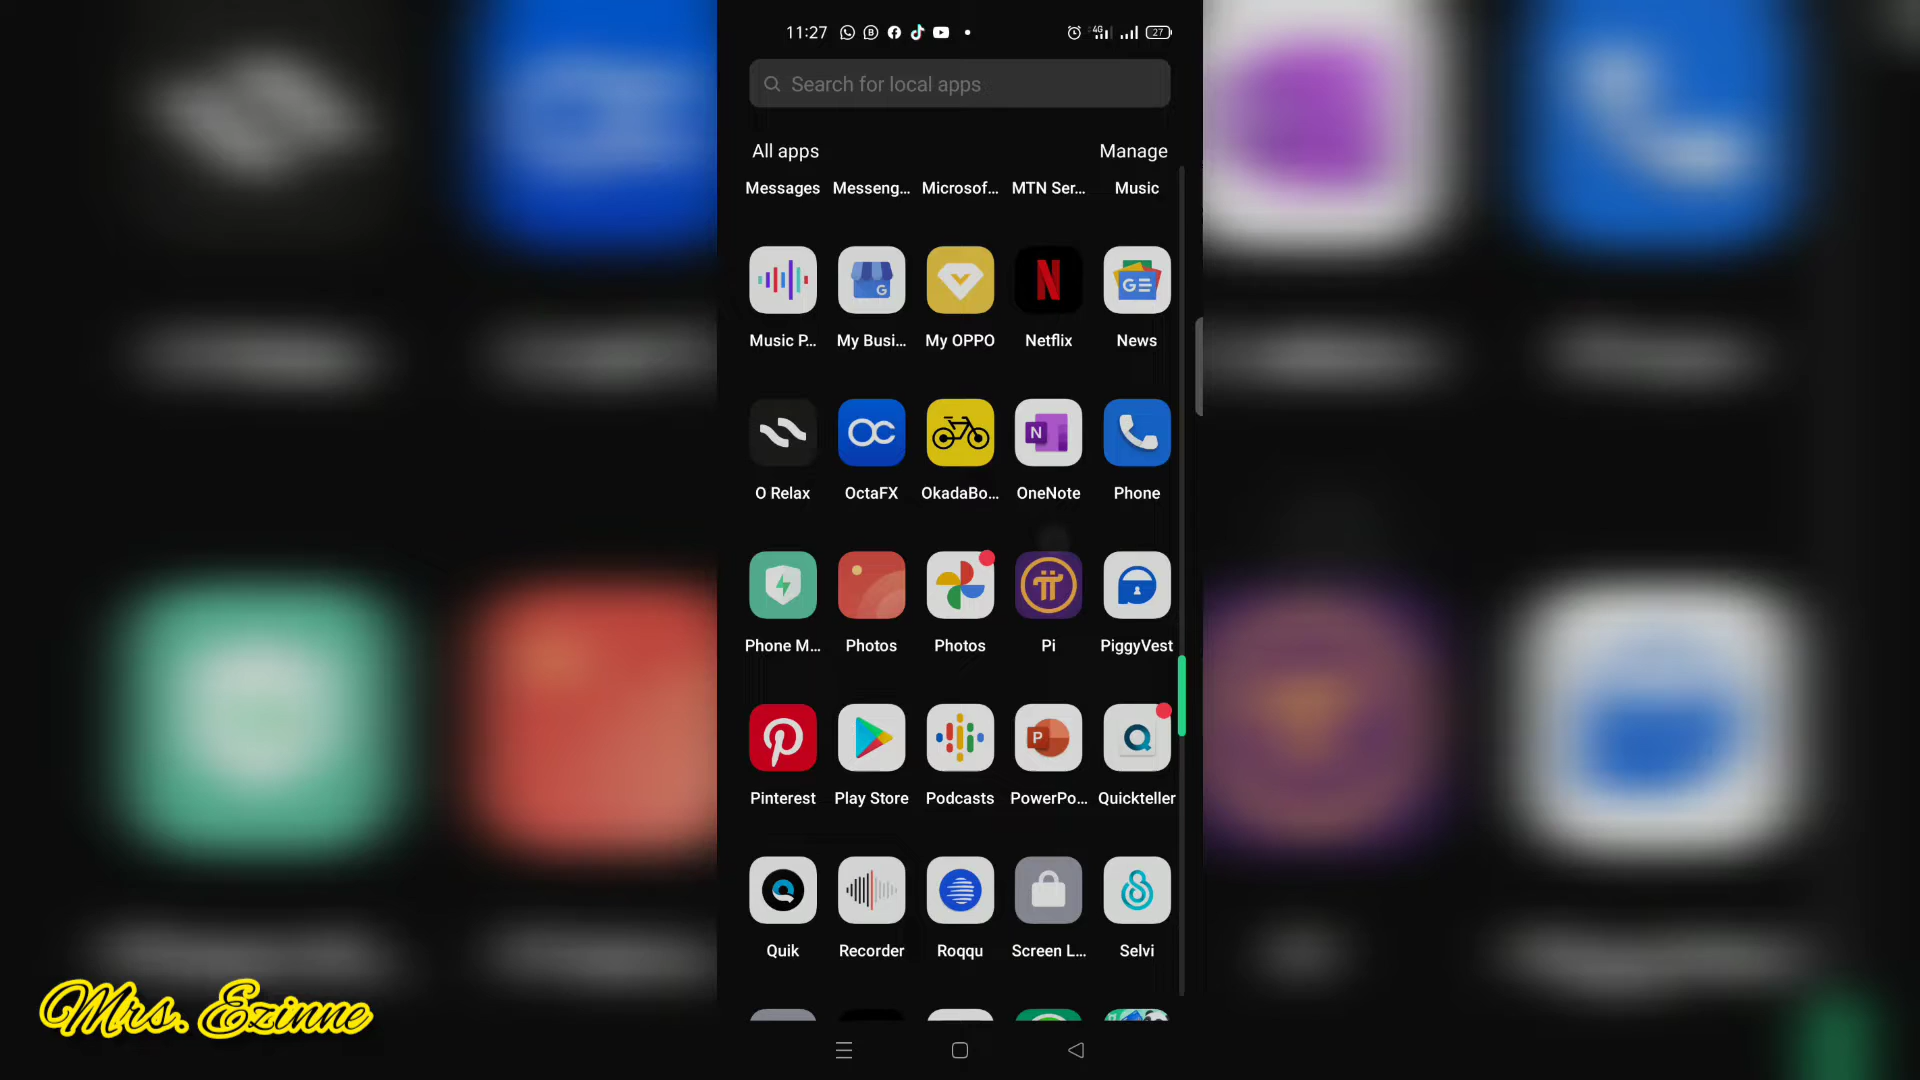 11:27 4G 27
Search for local apps
All apps Manage
Messages Messeng... Microsof... MTN Ser... Music
Music P... My Busi... My OPPO Netflix News
O Relax OctaFX OkadaBo... OneNote Phone
Phone M... Photos Photos Pi PiggyVest
Pinterest Play Store Podcasts PowerPo... Quickteller
Quik Recorder Roqqu Screen L... Selvi
Mrs. Ezinne